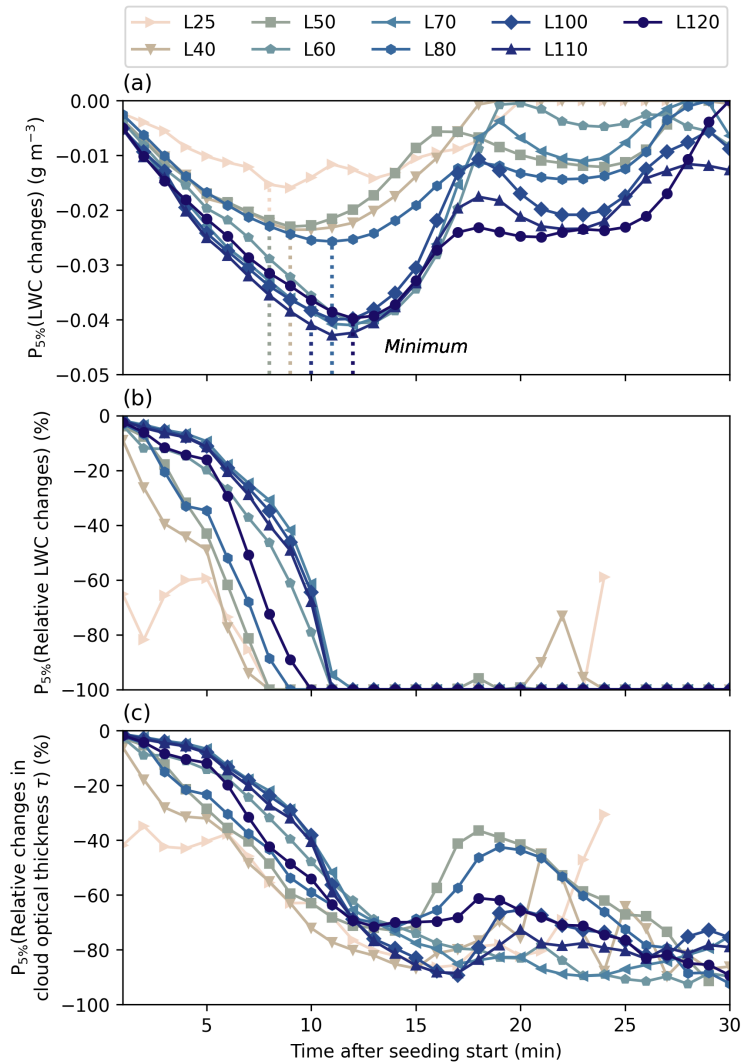 L25 L50 L70 L100 L120
L40 L60 L80 L110
(a)
0.00
−0.01
−0.02
−0.03
−0.04
−0.05
P5%(LWC changes) (g m−3)
Minimum
(b)
0
−20
−40
−60
−80
−100
P5%(Relative LWC changes) (%)
(c)
0
−20
−40
−60
−80
−100
P5%(Relative changes in
cloud optical thickness τ) (%)
5 10 15 20 25 30
Time after seeding start (min)